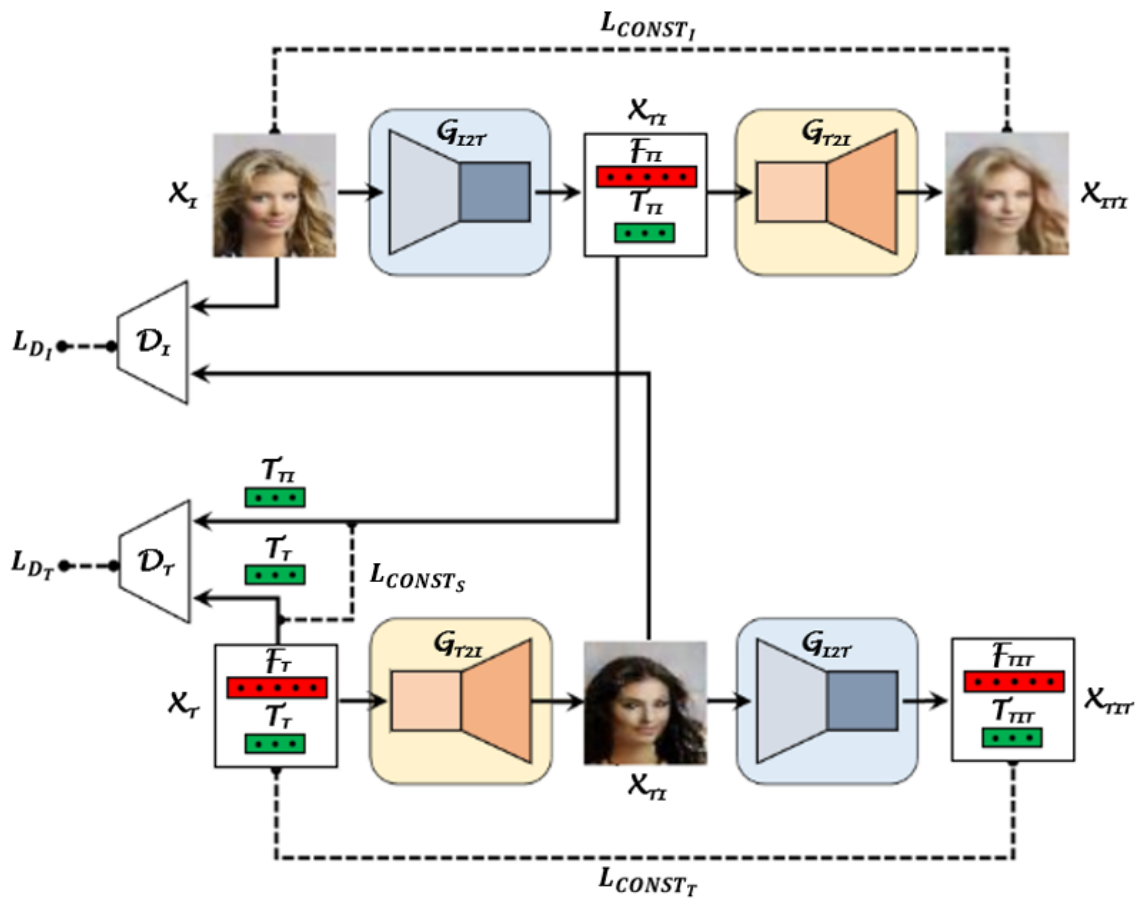 L_{CONST_I}
X_{TI}
G_{I2T}
G_{T2I}
F_{TI}
X_I
T_{TI}
X_{ITI}
L_{D_I}
D_I
T_{TI}
L_{D_T}
D_T
T_T
L_{CONST_S}
F_T
G_{T2I}
G_{I2T}
F_{TIT}
X_T
T_T
T_{TIT}
X_{TIT}
X_{TI}
L_{CONST_T}